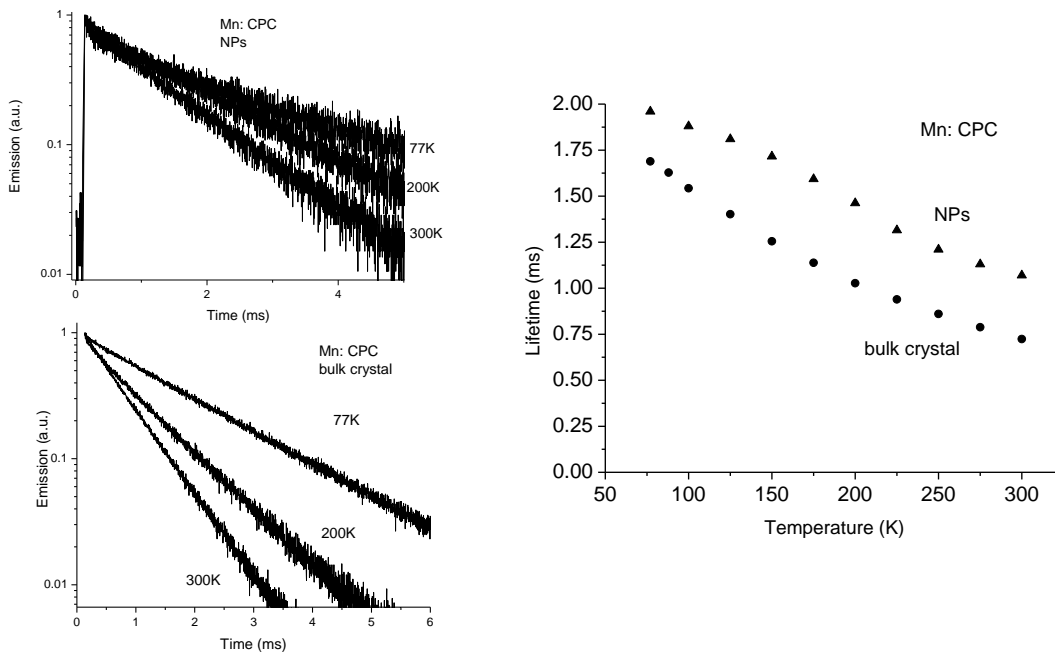 Mn: CPC
NPs
1
0.1
0.01
Emission (a.u.)
77K
200K
300K
0
2
4
Time (ms)
Mn: CPC
bulk crystal
1
0.1
0.01
Emission (a.u.)
77K
200K
300K
0
1
2
3
4
5
6
Time (ms)
2.00
1.75
1.50
1.25
1.00
0.75
0.50
0.25
0.00
Lifetime (ms)
Mn: CPC
NPs
bulk crystal
50
100
150
200
250
300
Temperature (K)